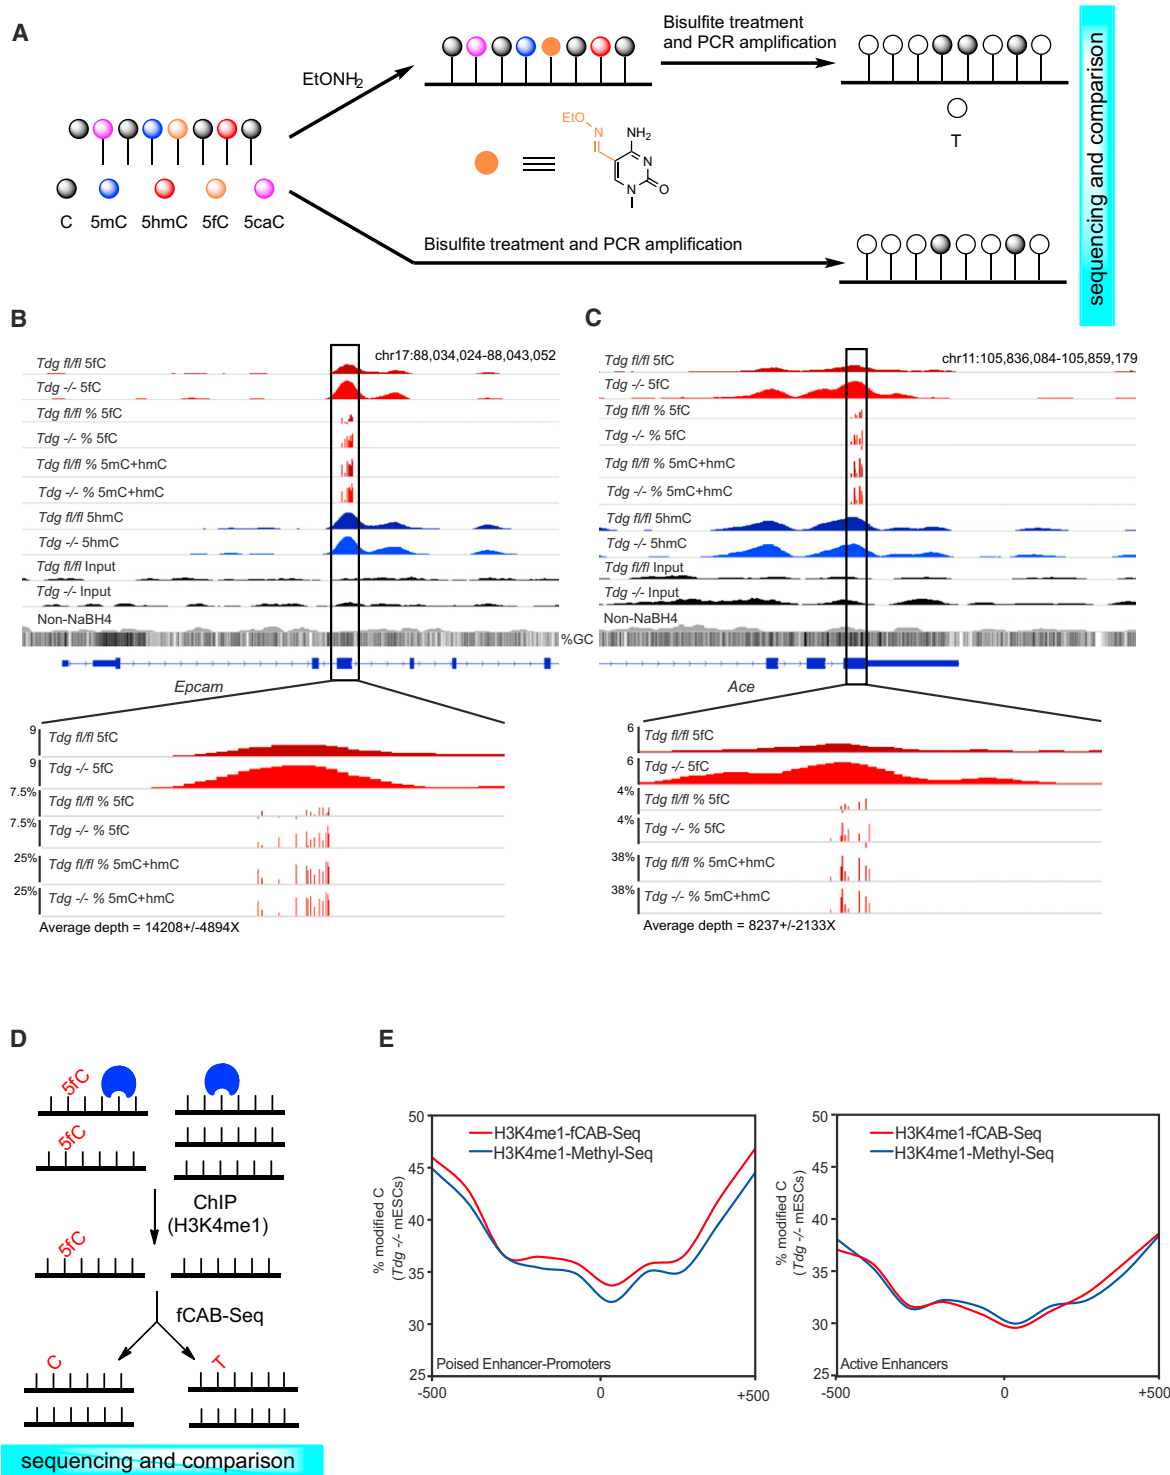 A
EtONH2
Bisulfite treatment
and PCR amplification
T
EtO
N
NH2
N
N
O
C
5mC
5hmC
5fC
5caC
Bisulfite treatment and PCR amplification
sequencing and comparison
B
chr17:88,034,024-88,043,052
Tdg fl/fl 5fC
Tdg -/- 5fC
Tdg fl/fl % 5fC
Tdg -/- % 5fC
Tdg fl/fl % 5mC+hmC
Tdg -/- % 5mC+hmC
Tdg fl/fl 5hmC
Tdg -/- 5hmC
Tdg fl/fl Input
Tdg -/- Input
Non-NaBH4
%GC
Epcam
9
Tdg fl/fl 5fC
9
Tdg -/- 5fC
7.5%
Tdg fl/fl % 5fC
7.5%
Tdg -/- % 5fC
25%
Tdg fl/fl % 5mC+hmC
25%
Tdg -/- % 5mC+hmC
Average depth = 14208+/-4894X
C
chr11:105,836,084-105,859,179
Tdg fl/fl 5fC
Tdg -/- 5fC
Tdg fl/fl % 5fC
Tdg -/- % 5fC
Tdg fl/fl % 5mC+hmC
Tdg -/- % 5mC+hmC
Tdg fl/fl 5hmC
Tdg -/- 5hmC
Tdg fl/fl Input
Tdg -/- Input
Non-NaBH4
Ace
6
Tdg fl/fl 5fC
6
Tdg -/- 5fC
4%
Tdg fl/fl % 5fC
4%
Tdg -/- % 5fC
38%
Tdg fl/fl % 5mC+hmC
38%
Tdg -/- % 5mC+hmC
Average depth = 8237+/-2133X
D
5fC
5fC
ChIP
(H3K4me1)
5fC
fCAB-Seq
C
T
sequencing and comparison
E
% modified C
(Tdg -/- mESCs)
50
45
40
35
30
25
H3K4me1-fCAB-Seq
H3K4me1-Methyl-Seq
Poised Enhancer-Promoters
-500
0
+500
% modified C
(Tdg -/- mESCs)
50
45
40
35
30
25
H3K4me1-fCAB-Seq
H3K4me1-Methyl-Seq
Active Enhancers
-500
0
+500